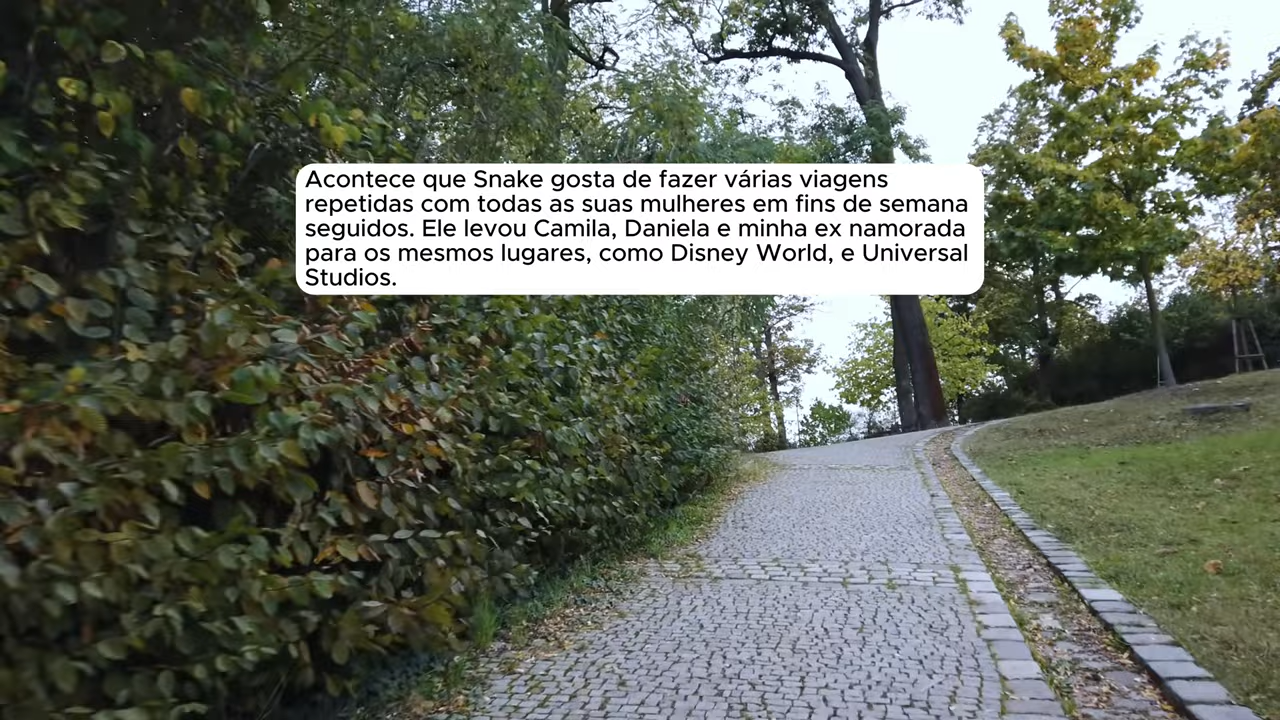 Acontece que Snake gosta de fazer várias viagens
repetidas com todas as suas mulheres em fins de semana
seguidos. Ele levou Camila, Daniela e minha ex namorada
para os mesmos lugares, como Disney World, e Universal
Studios.